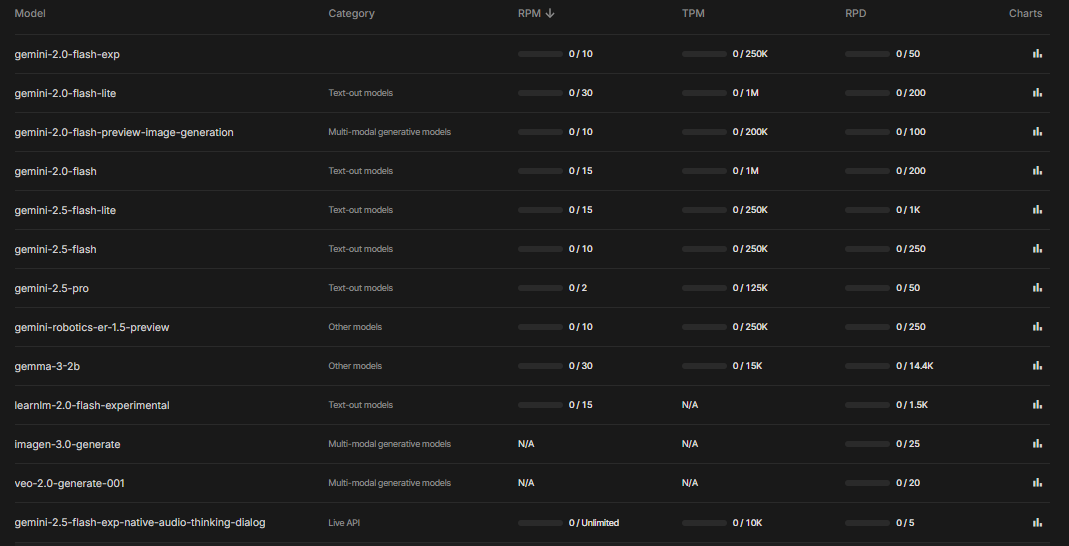 Model Category RPM ↓ TPM RPD Charts
gemini-2.0-flash-exp 0 / 10 0 / 250K 0 / 50
gemini-2.0-flash-lite Text-out models 0 / 30 0 / 1M 0 / 200
gemini-2.0-flash-preview-image-generation Multi-modal generative models 0 / 10 0 / 200K 0 / 100
gemini-2.0-flash Text-out models 0 / 15 0 / 1M 0 / 200
gemini-2.5-flash-lite Text-out models 0 / 15 0 / 250K 0 / 1K
gemini-2.5-flash Text-out models 0 / 10 0 / 250K 0 / 250
gemini-2.5-pro Text-out models 0 / 2 0 / 125K 0 / 50
gemini-robotics-er-1.5-preview Other models 0 / 10 0 / 250K 0 / 250
gemma-3-2b Other models 0 / 30 0 / 15K 0 / 14.4K
learnlm-2.0-flash-experimental Text-out models 0 / 15 N/A 0 / 1.5K
imagen-3.0-generate Multi-modal generative models N/A N/A 0 / 25
veo-2.0-generate-001 Multi-modal generative models N/A N/A 0 / 20
gemini-2.5-flash-exp-native-audio-thinking-dialog Live API 0 / Unlimited 0 / 10K 0 / 5